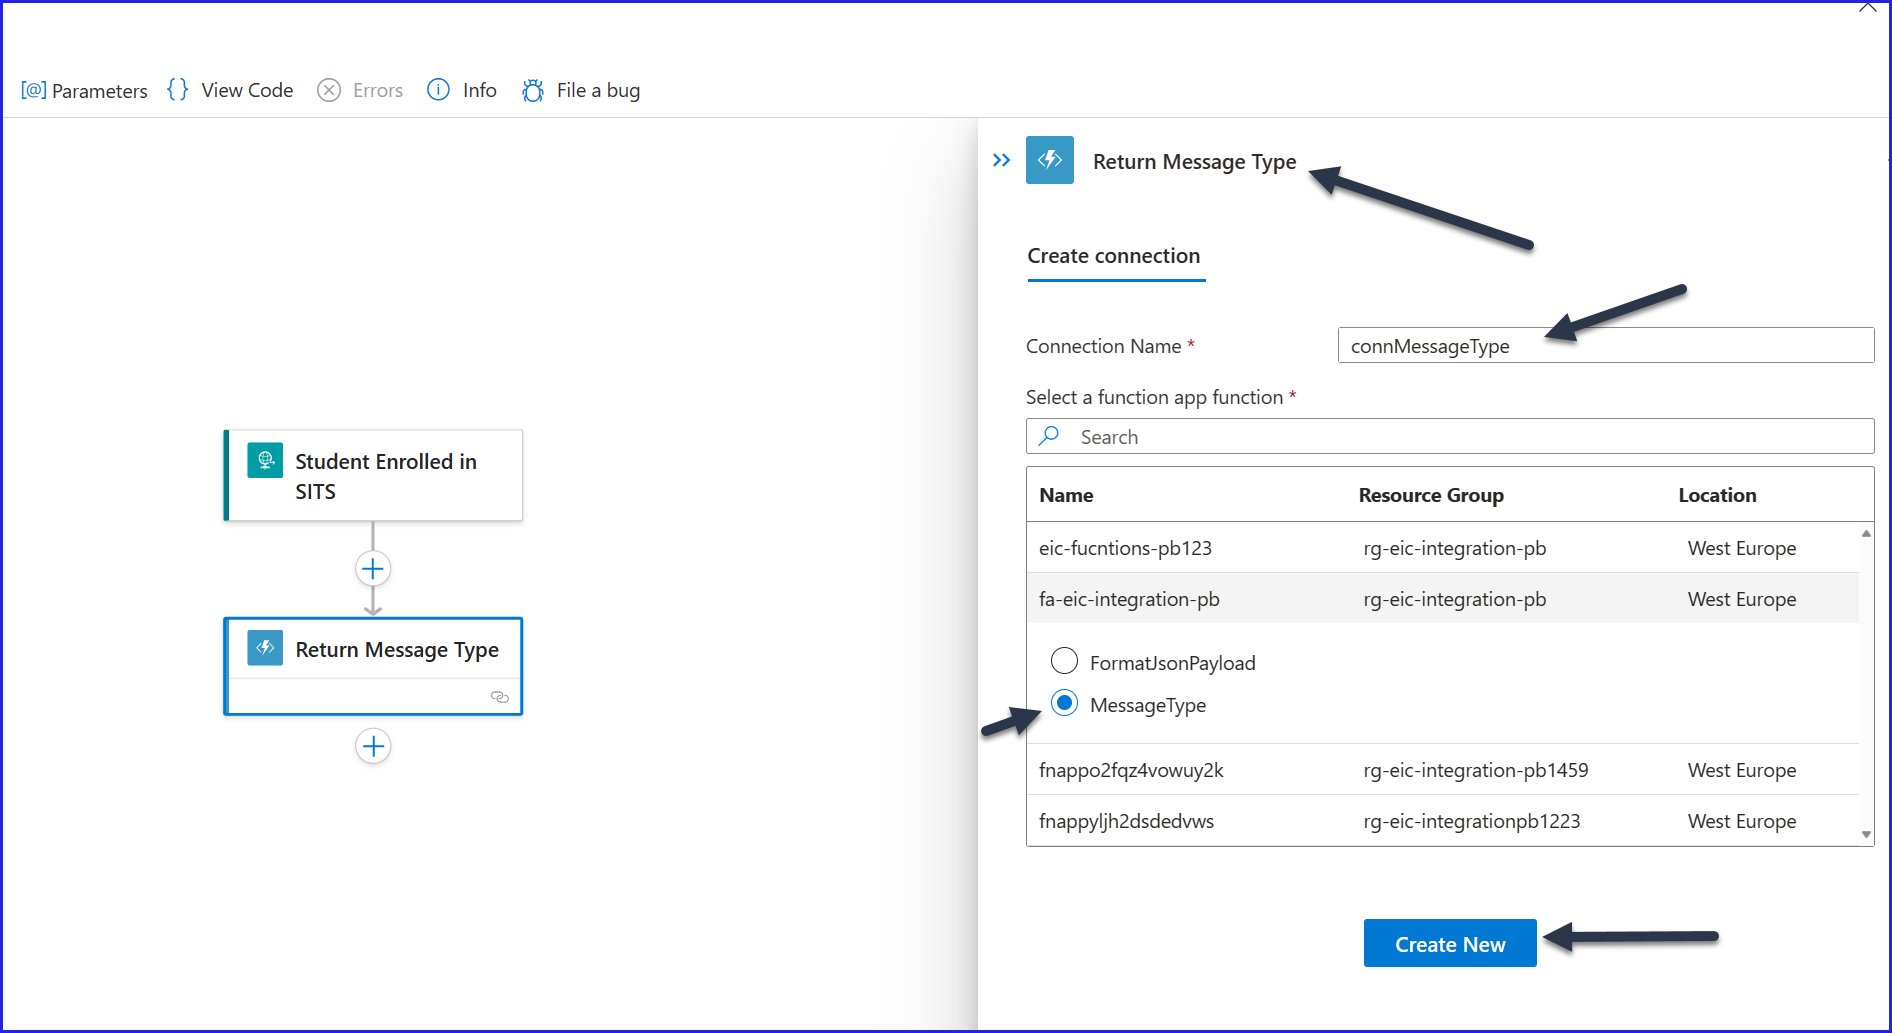 [@] Parameters {} View Code Errors Info File a bug
Student Enrolled in
SITS
Return Message Type
Return Message Type
Create connection
Connection Name * connMessageType
Select a function app function *
Search
Name Resource Group Location
eic-fucntions-pb123 rg-eic-integration-pb West Europe
fa-eic-integration-pb rg-eic-integration-pb West Europe
FormatJsonPayload
MessageType
fnappo2fqz4vowuy2k rg-eic-integration-pb1459 West Europe
fnappyljh2dsdedvws rg-eic-integrationpb1223 West Europe
Create New